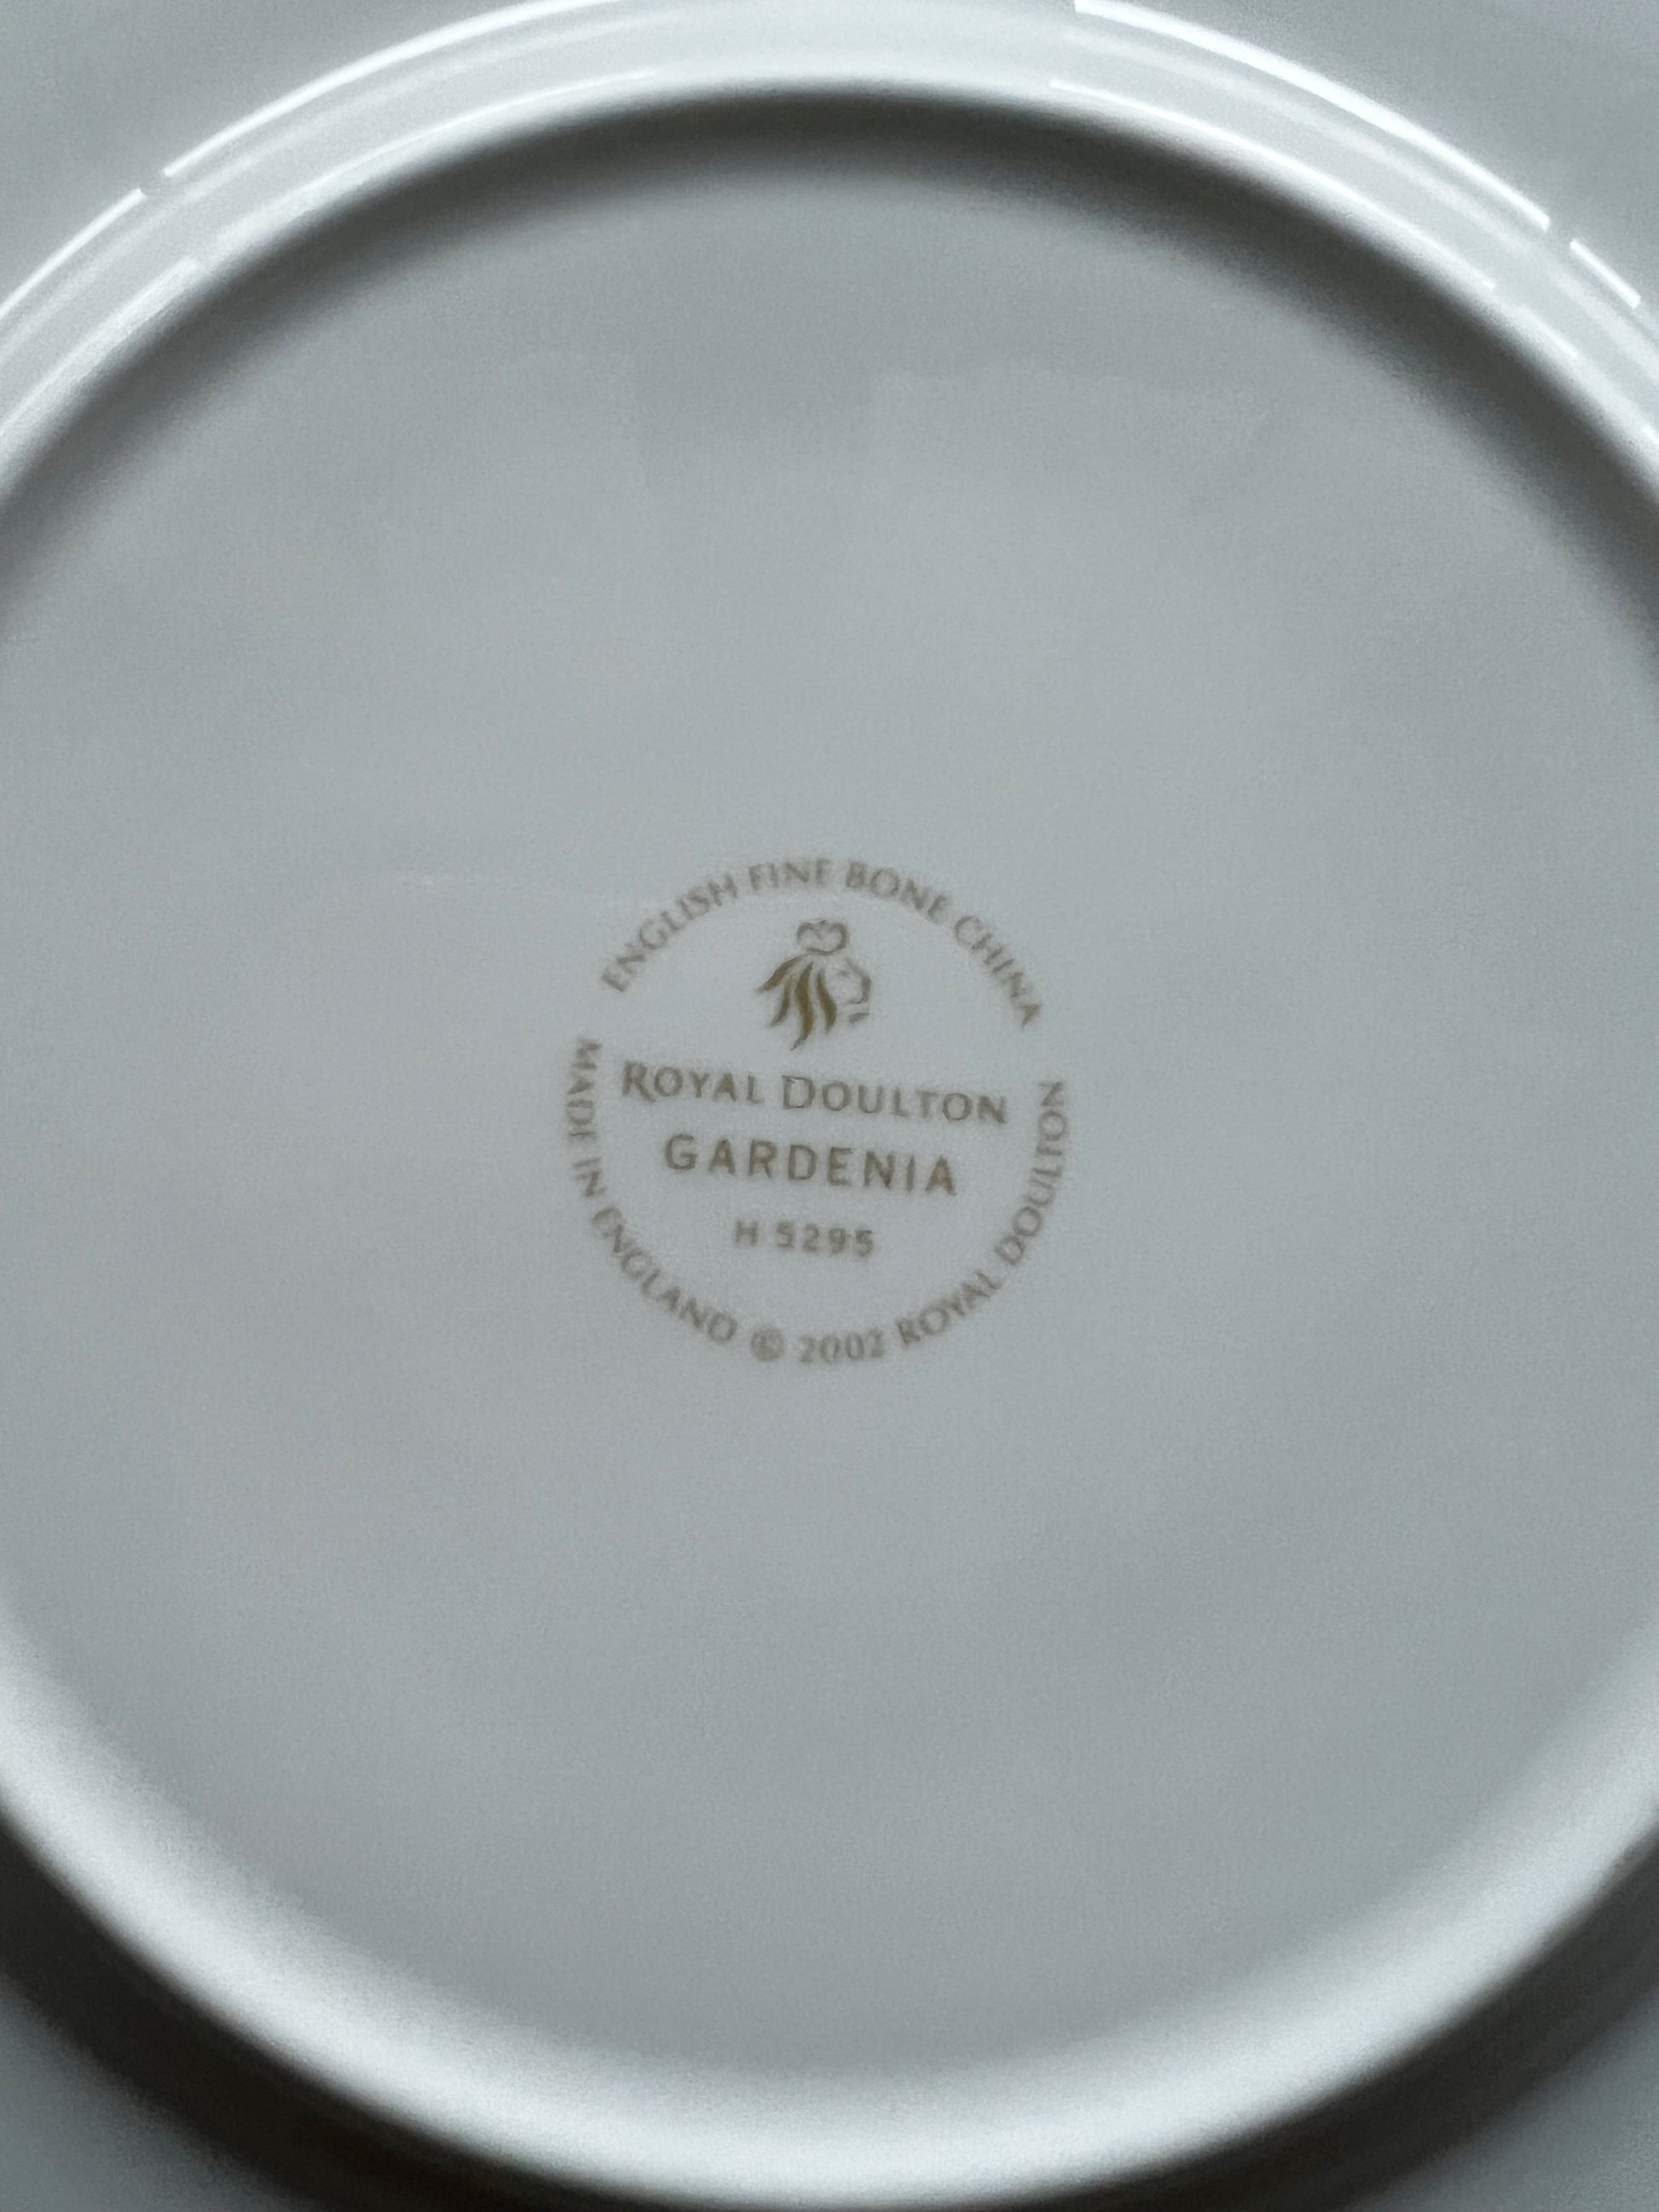 ENGLISH FINE BONE CHINA
ROYAL DOULTON
GARDENIA
H 5295
MADE IN ENGLAND © 2002 ROYAL DOULTON